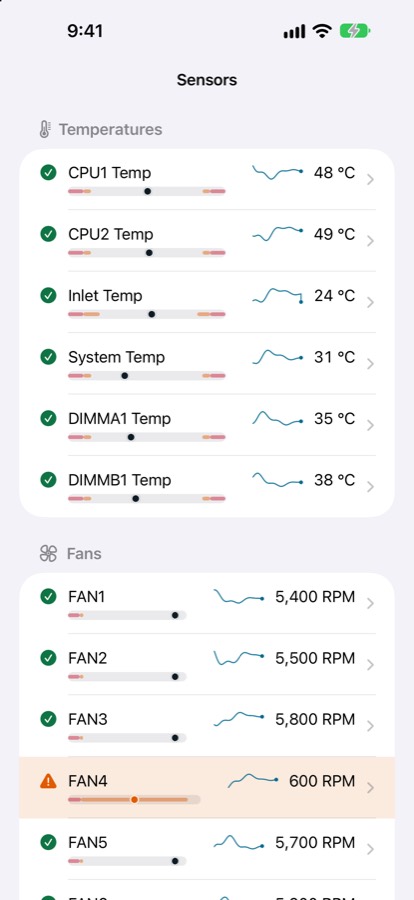 9:41
Sensors
Temperatures
CPU1 Temp 48 °C
CPU2 Temp 49 °C
Inlet Temp 24 °C
System Temp 31 °C
DIMMA1 Temp 35 °C
DIMMB1 Temp 38 °C
Fans
FAN1 5,400 RPM
FAN2 5,500 RPM
FAN3 5,800 RPM
FAN4 600 RPM
FAN5 5,700 RPM